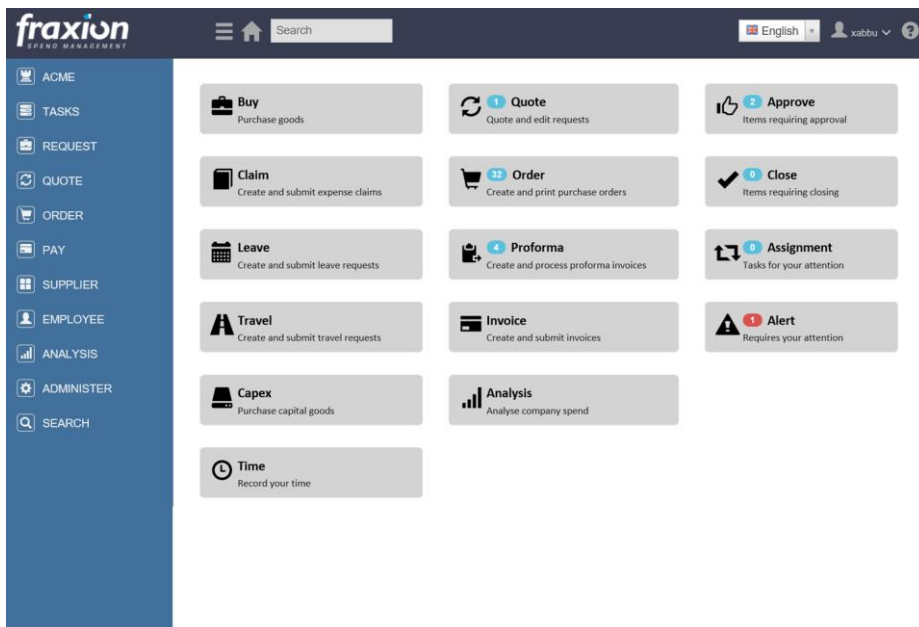 fraxion
SPEND MANAGEMENT
Search
English
xabbu
?
ACME
TASKS
REQUEST
QUOTE
ORDER
PAY
SUPPLIER
EMPLOYEE
ANALYSIS
ADMINISTER
SEARCH
Buy
Purchase goods
1 Quote
Quote and edit requests
2 Approve
Items requiring approval
Claim
Create and submit expense claims
32 Order
Create and print purchase orders
0 Close
Items requiring closing
Leave
Create and submit leave requests
4 Proforma
Create and process proforma invoices
0 Assignment
Tasks for your attention
Travel
Create and submit travel requests
Invoice
Create and submit invoices
1 Alert
Requires your attention
Capex
Purchase capital goods
Analysis
Analyse company spend
Time
Record your time